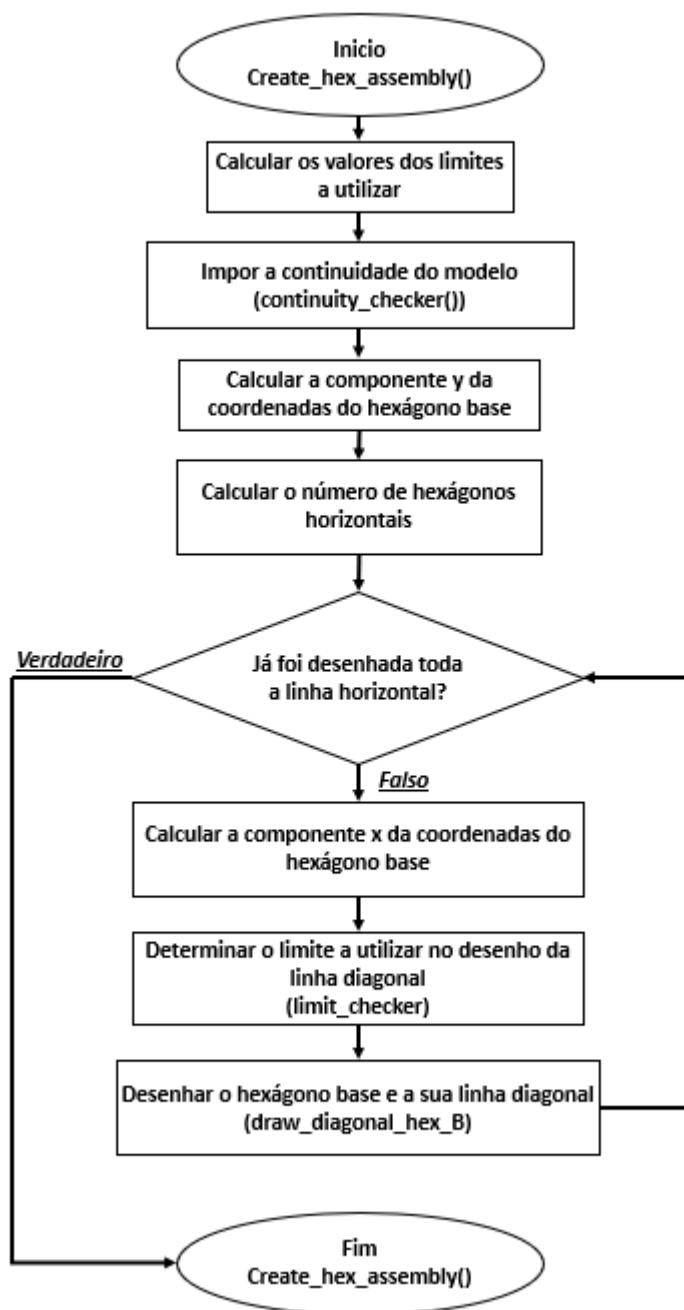 Inicio
Create_hex_assembly()
Calcular os valores dos limites
a utilizar
Impor a continuidade do modelo
(continuity_checker())
Calcular a componente y da
coordenadas do hexágono base
Calcular o número de hexágonos
horizontais
Verdadeiro
Já foi desenhada toda
a linha horizontal?
Falso
Calcular a componente x da coordenadas do
hexágono base
Determinar o limite a utilizar no desenho da
linha diagonal
(limit_checker)
Desenhar o hexágono base e a sua linha diagonal
(draw_diagonal_hex_B)
Fim
Create_hex_assembly()